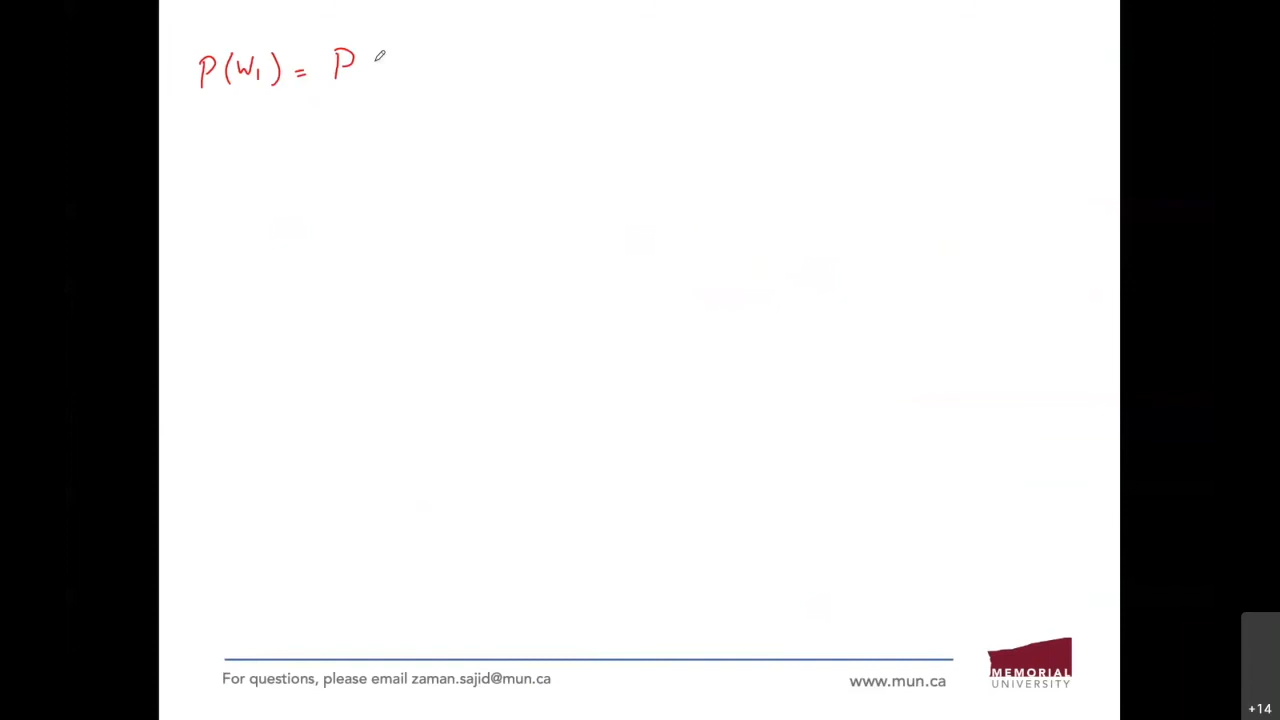 P(W₁) = P
For questions, please email zaman.sajid@mun.ca
www.mun.ca
MEMORIAL
UNIVERSITY
+14